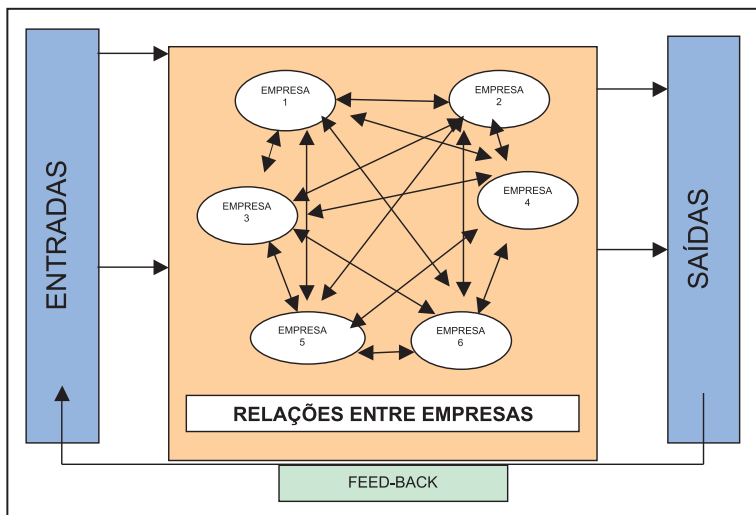 ENTRADAS
EMPRESA
1
EMPRESA
2
EMPRESA
3
EMPRESA
4
EMPRESA
5
EMPRESA
6
RELAÇÕES ENTRE EMPRESAS
SAÍDAS
FEED-BACK